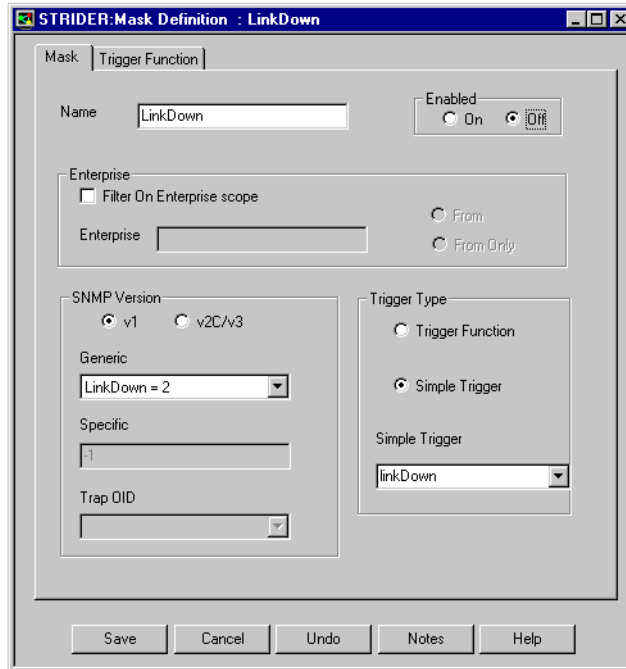 STRIDER:Mask Definition : LinkDown
Mask Trigger Function
Name LinkDown
Enabled
On Off
Enterprise
Filter On Enterprise scope
From
Enterprise
From Only
SNMP Version
v1 v2C/v3
Generic
LinkDown = 2
Specific
-1
Trap OID
Trigger Type
Trigger Function
Simple Trigger
Simple Trigger
linkDown
Save Cancel Undo Notes Help